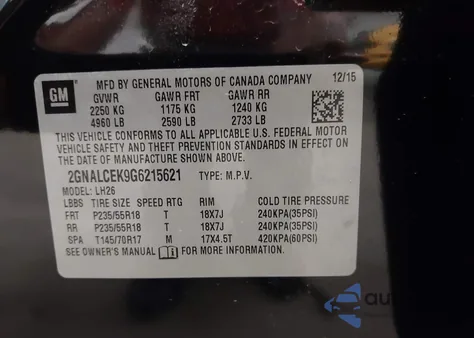 GM
MFD BY GENERAL MOTORS OF CANADA COMPANY 12/15
GVWR GAWR FRT GAWR RR
2250 KG 1175 KG 1240 KG
4960 LB 2590 LB 2733 LB
THIS VEHICLE CONFORMS TO ALL APPLICABLE U.S. FEDERAL MOTOR
VEHICLE SAFETY AND THEFT PREVENTION STANDARDS IN EFFECT
ON THE DATE OF MANUFACTURE SHOWN ABOVE.
2GNALCEK9G6215621 TYPE: M.P.V.
MODEL: LH26
LBBS TIRE SIZE SPEED RTG RIM COLD TIRE PRESSURE
FRT P235/55R18 T 18X7J 240KPA(35PSI)
RR P235/55R18 T 18X7J 240KPA(35PSI)
SPA T145/70R17 M 17X4.5T 420KPA(60PSI)
SEE OWNER'S MANUAL FOR MORE INFORMATION.